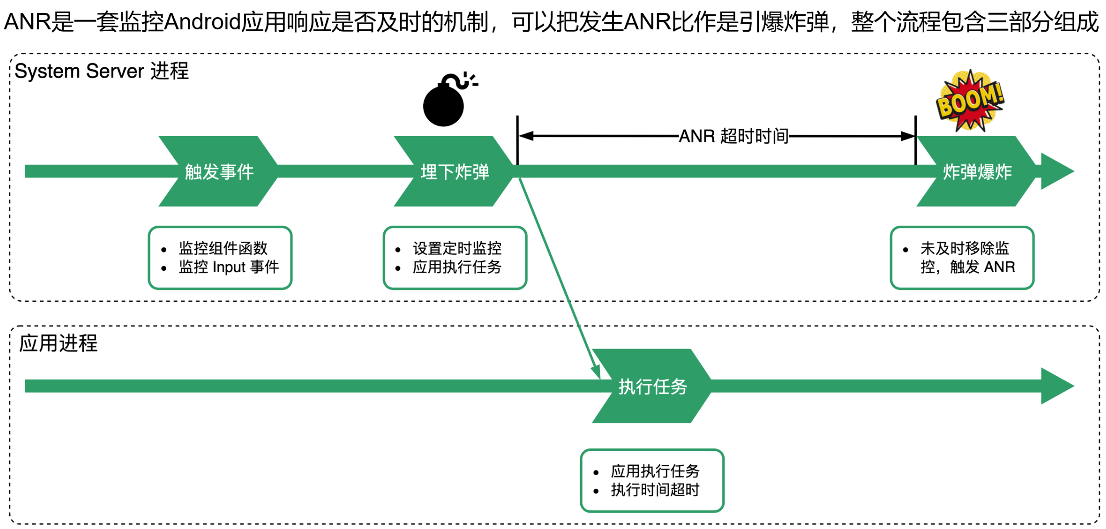 ANR是一套监控Android应用响应是否及时的机制，可以把发生ANR比作是引爆炸弹，整个流程包含三部分组成
System Server 进程
BOOM!
ANR 超时时间
触发事件
埋下炸弹
炸弹爆炸
• 监控组件函数
• 监控 Input 事件
• 设置定时监控
• 应用执行任务
• 未及时移除监
控，触发 ANR
应用进程
执行任务
• 应用执行任务
• 执行时间超时